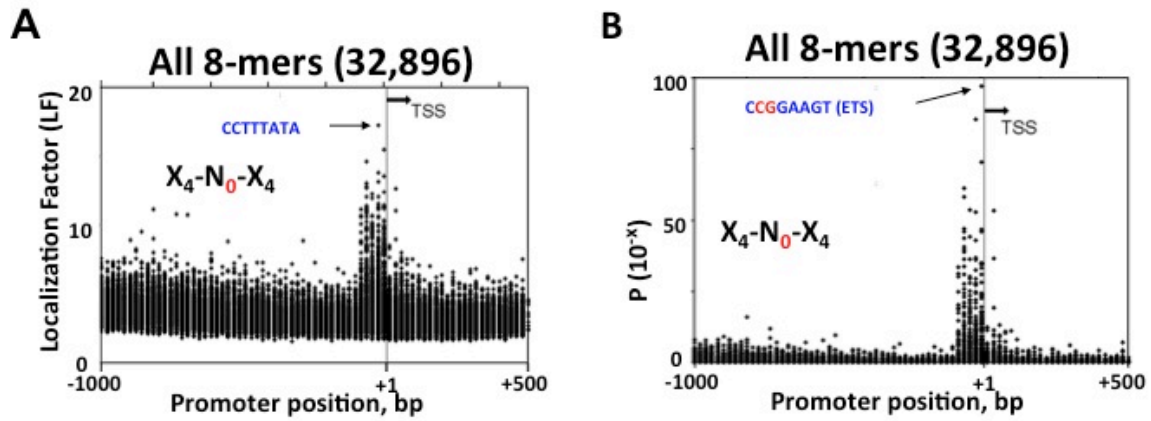 A
All 8-mers (32,896)
Localization Factor (LF)
20
10
0
CCTTTATA
TSS
X4-N0-X4
-1000
+1
+500
Promoter position, bp
B
All 8-mers (32,896)
P (10-x)
100
50
0
CCGGAAGT (ETS)
TSS
X4-N0-X4
-1000
+1
+500
Promoter position, bp